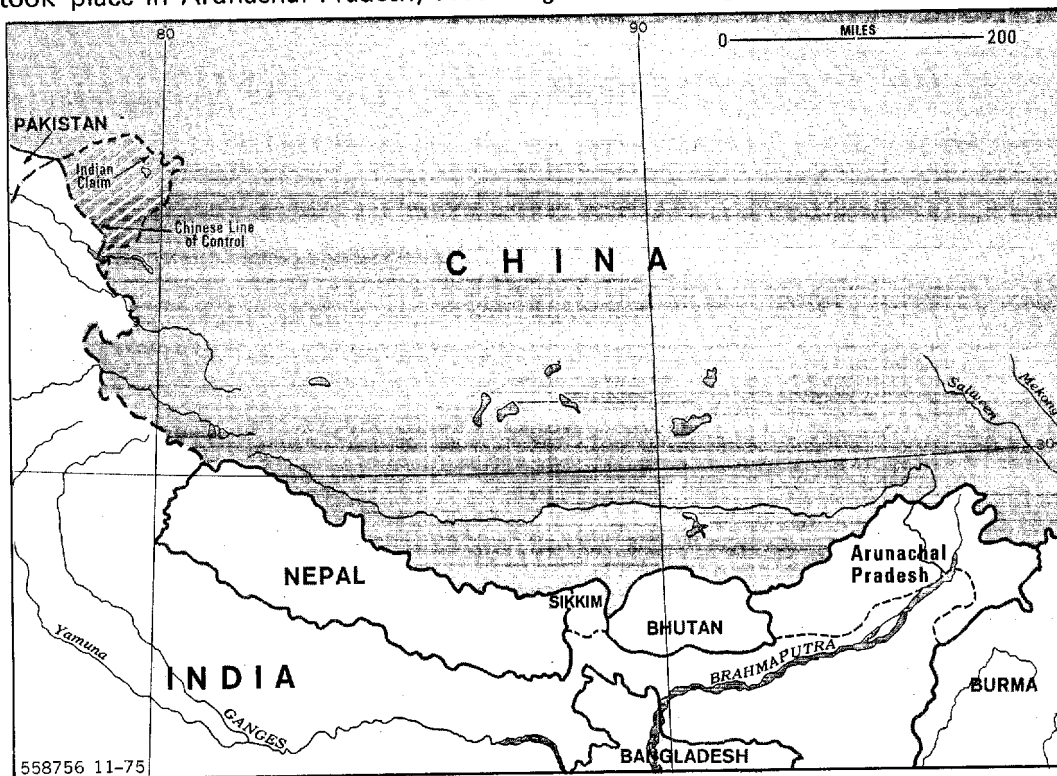 took place in Arunachal Pradesh,
80
90
MILES
0 200
PAKISTAN
Indian
Claim
Chinese Line
of Control
CHINA
Salween
Mekong
30
Arunachal
Pradesh
NEPAL
SIKKIM
BHUTAN
BRAHMAPUTRA
Yamuna
INDIA
GANGES
BURMA
BANGLADESH
558756 11-75